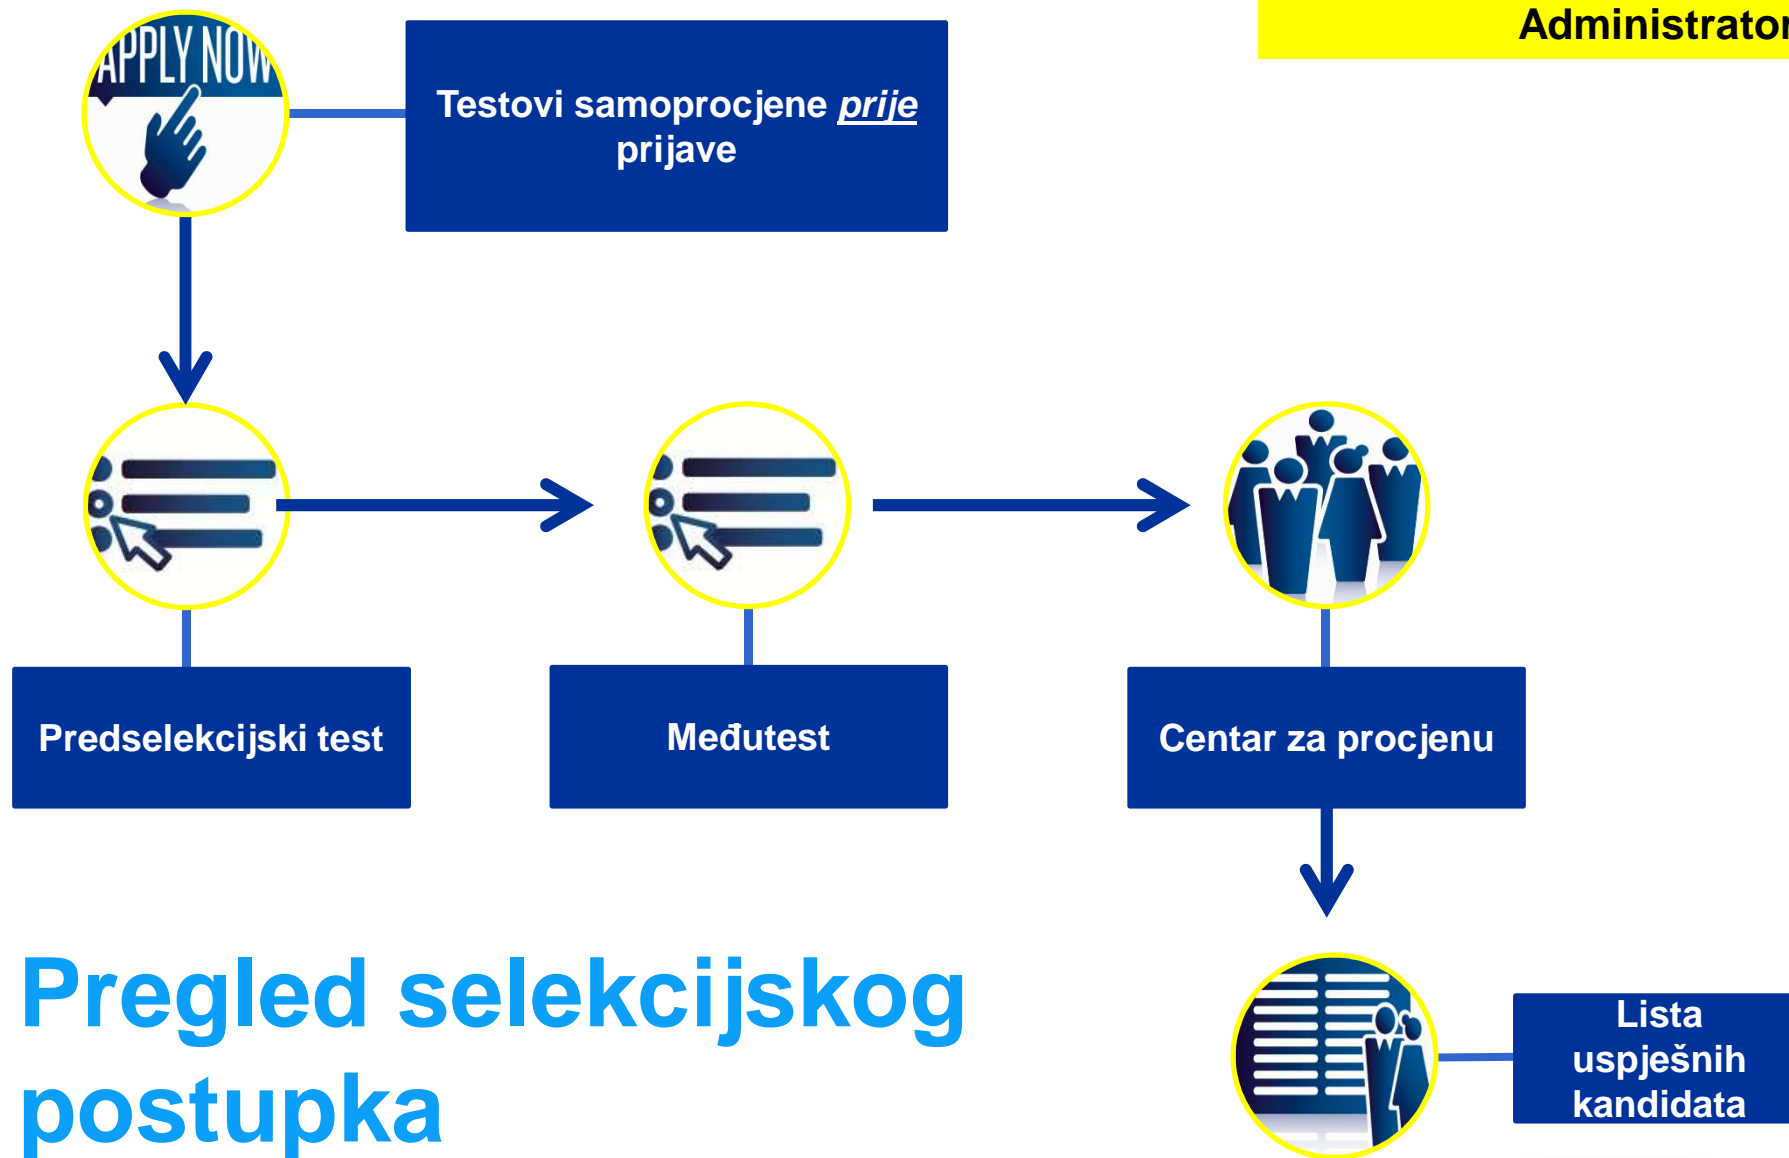 Administrator
APPLY NOW
Testovi samoprocjene prije
prijave
Predselekcijski test
Međutest
Centar za procjenu
Pregled selekcijskog
postupka
Lista
uspješnih
kandidata